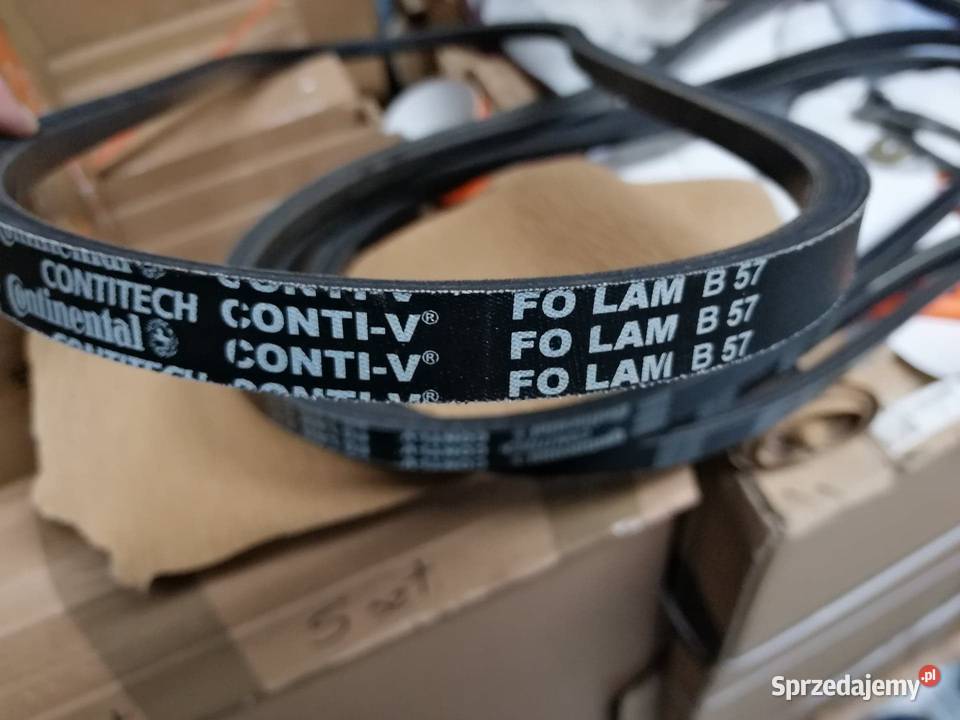 Continental
CONTITECH CONTI-V® FO LAM B 57
Continental CONTI-V® FO LAM B 57
CONTITECH CONTI-V® FO LAM B 57
5 szt
Sprzedajemy.pl